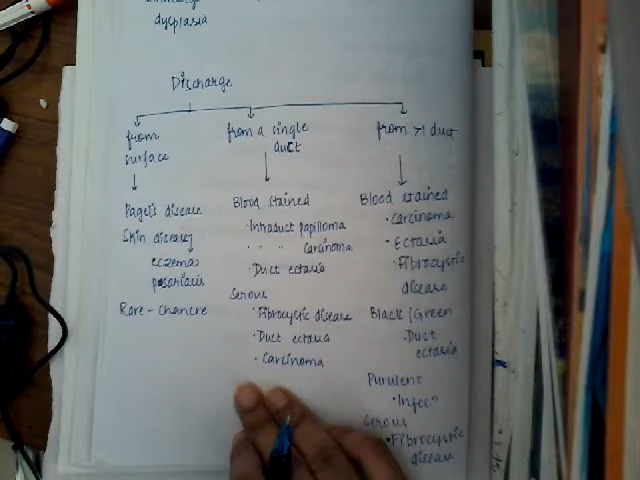 dysplasia
Discharge
from
surface
Paget's disease
Skin diseases
eczema
psoriasis
Rare - chancre
from a single
duct
Blood stained
· Intraduct papilloma
· " " carcinoma
· Duct ectasia
Serous
· Fibrocystic disease
· Duct ectasia
· Carcinoma
from >1 duct
Blood stained
· Carcinoma
· Ectasia
· Fibrocystic
disease
Black/Green
· Duct
ectasia
Purulent
· Infecⁿ
Serous
· Fibrocystic
disease